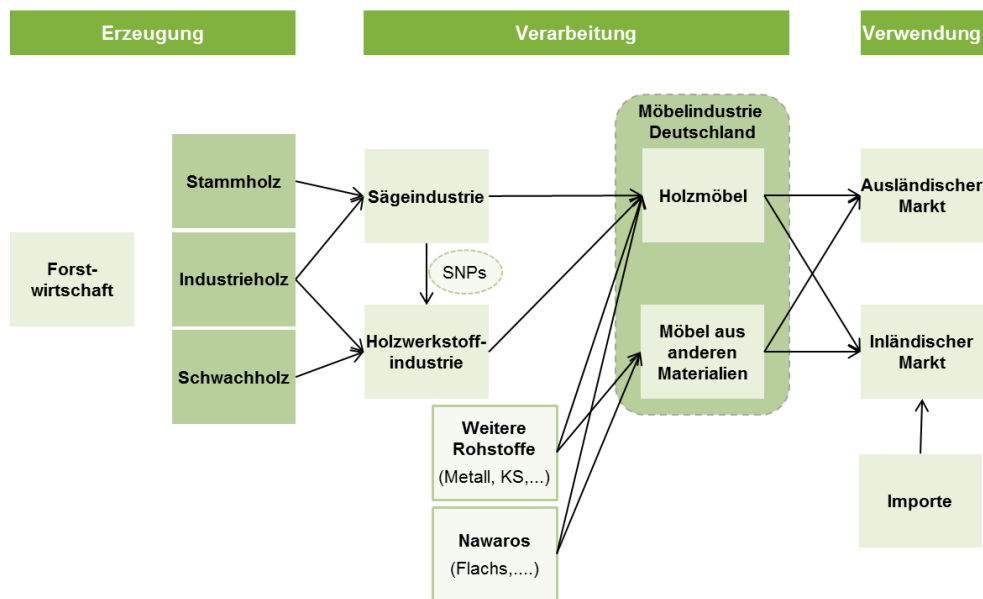 Erzeugung
Verarbeitung
Verwendung
Forst-
wirtschaft
Stammholz
Industrieholz
Schwachholz
Sägeindustrie
SNPs
Holzwerkstoff-
industrie
Weitere
Rohstoffe
(Metall, KS,...)
Nawaros
(Flachs,....)
Möbelindustrie
Deutschland
Holzmöbel
Möbel aus
anderen
Materialien
Ausländischer
Markt
Inländischer
Markt
Importe